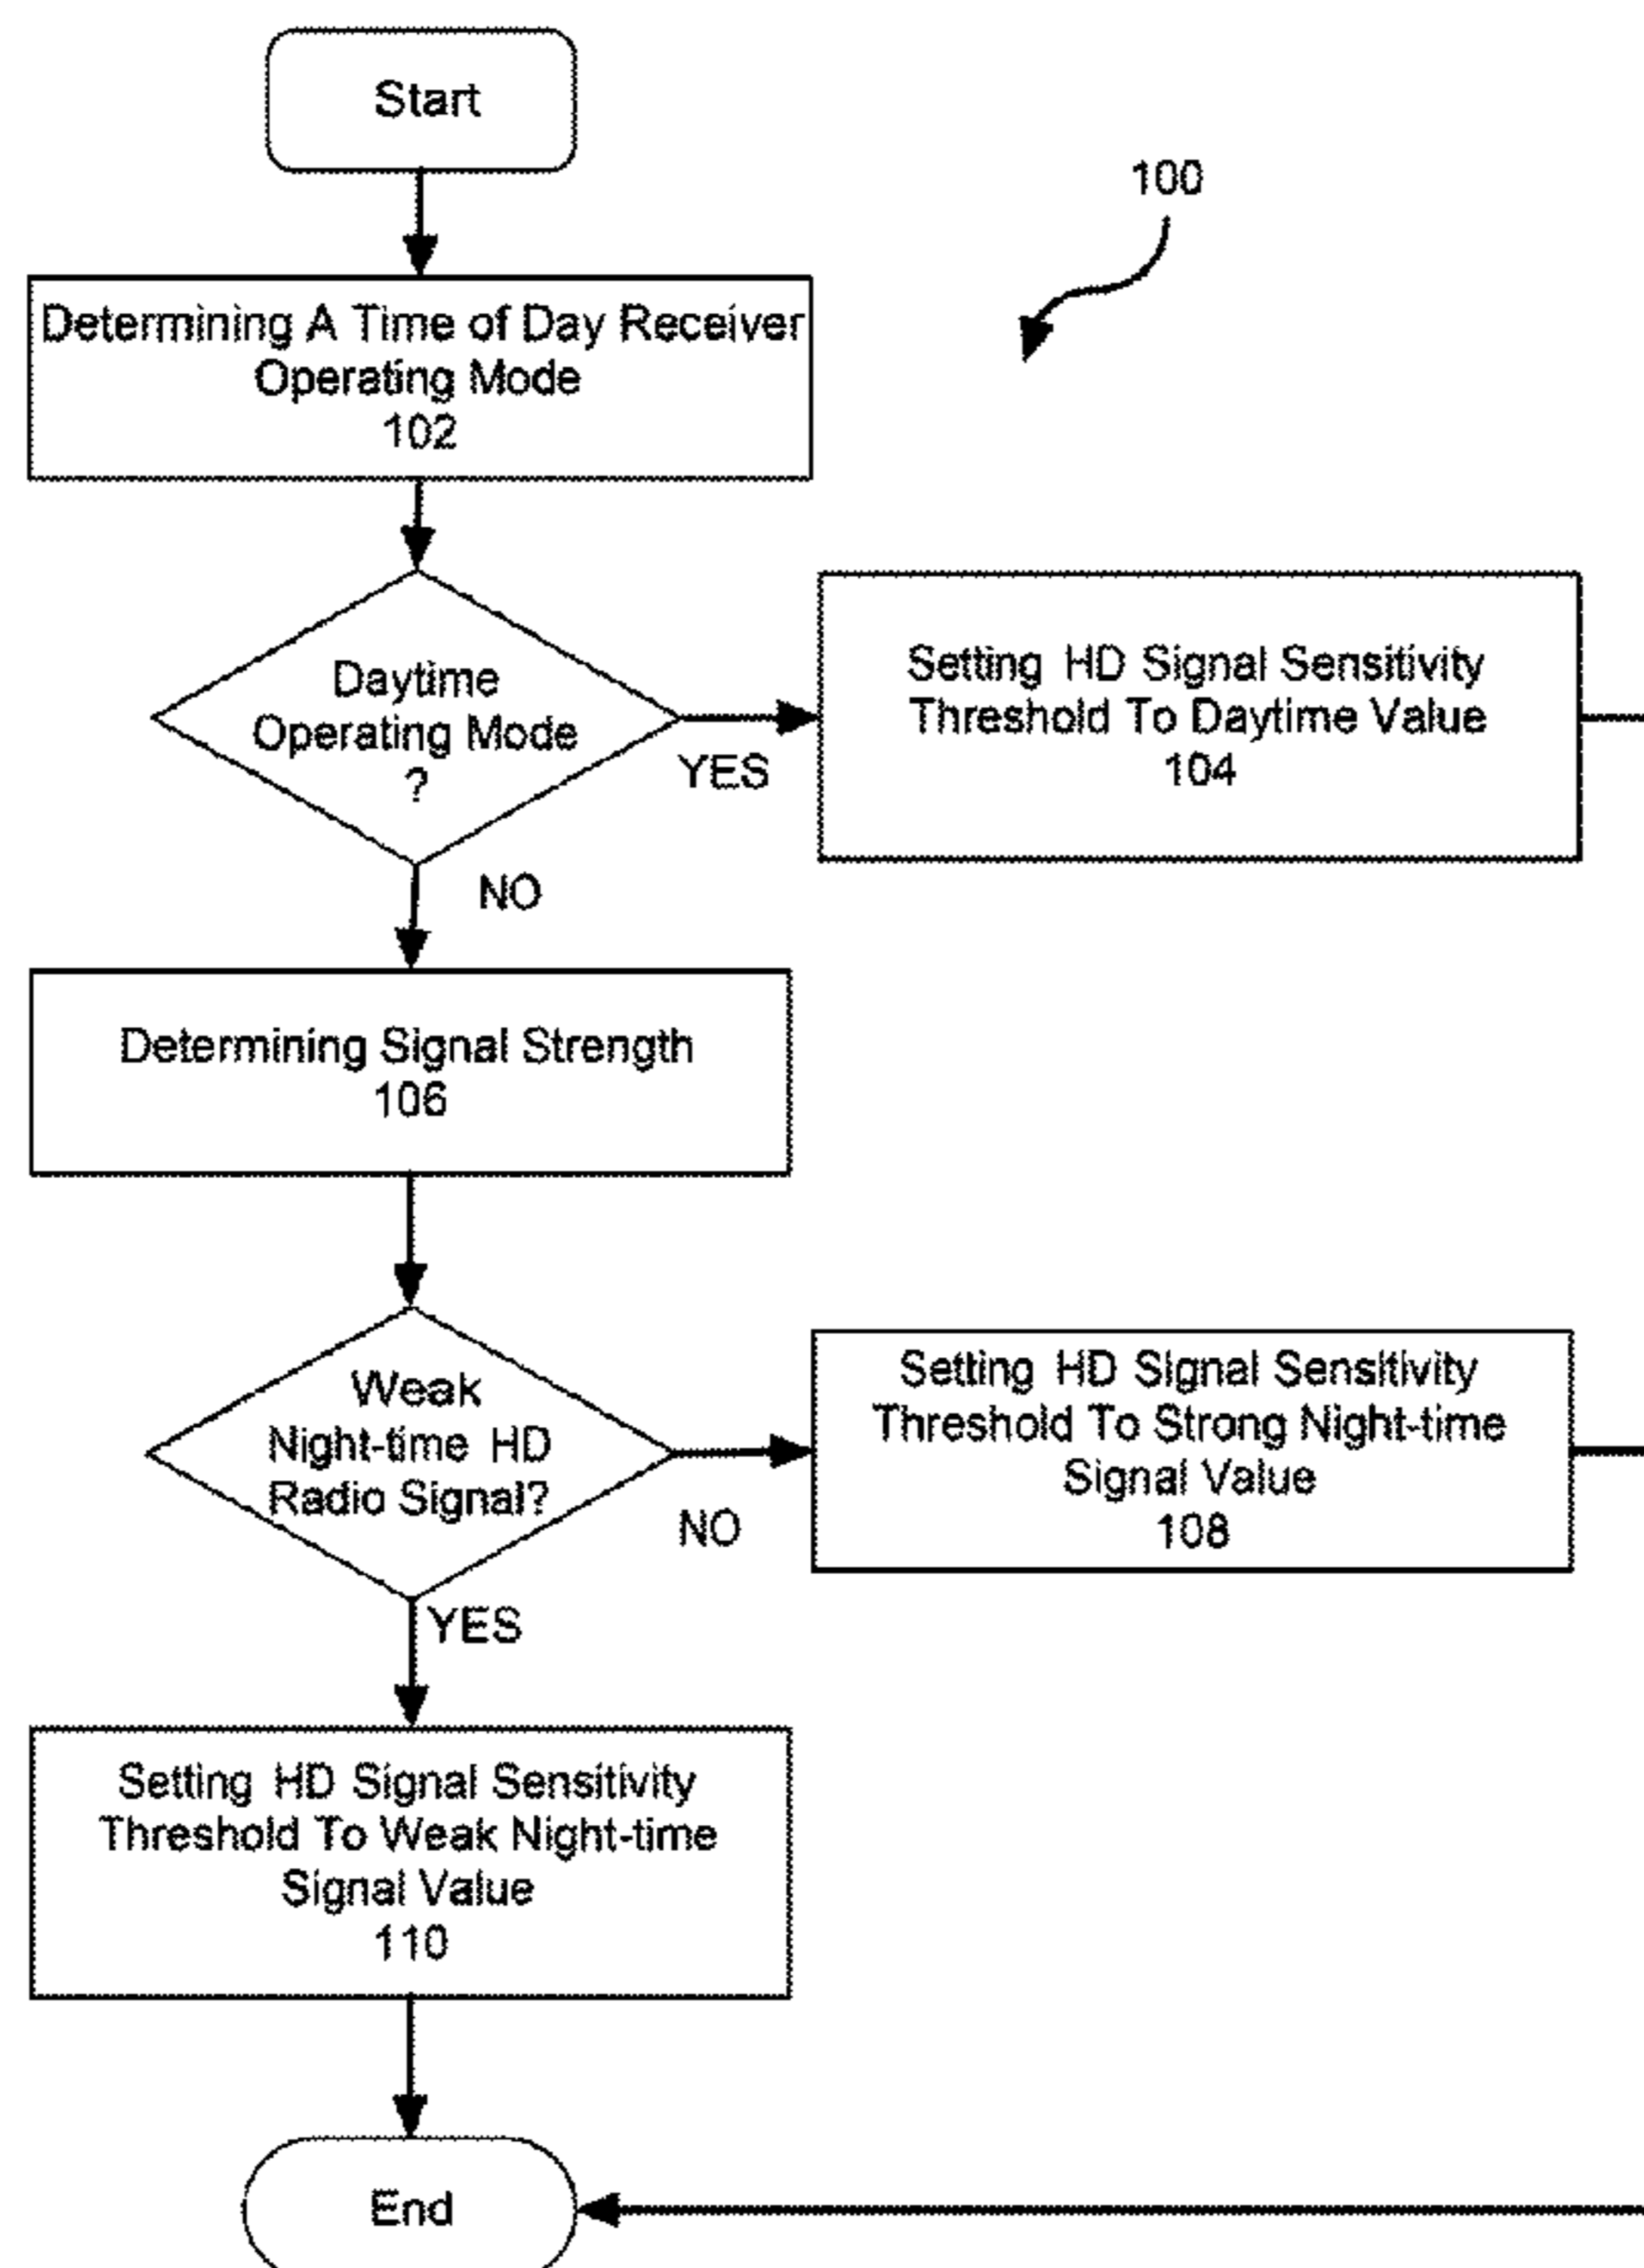 Start
100
Determining A Time of Day Receiver
Operating Mode
102
Daytime
Operating Mode
?
YES
Setting HD Signal Sensitivity
Threshold To Daytime Value
104
NO
Determining Signal Strength
106
Weak
Night-time HD
Radio Signal?
NO
Setting HD Signal Sensitivity
Threshold To Strong Night-time
Signal Value
108
YES
Setting HD Signal Sensitivity
Threshold To Weak Night-time
Signal Value
110
End